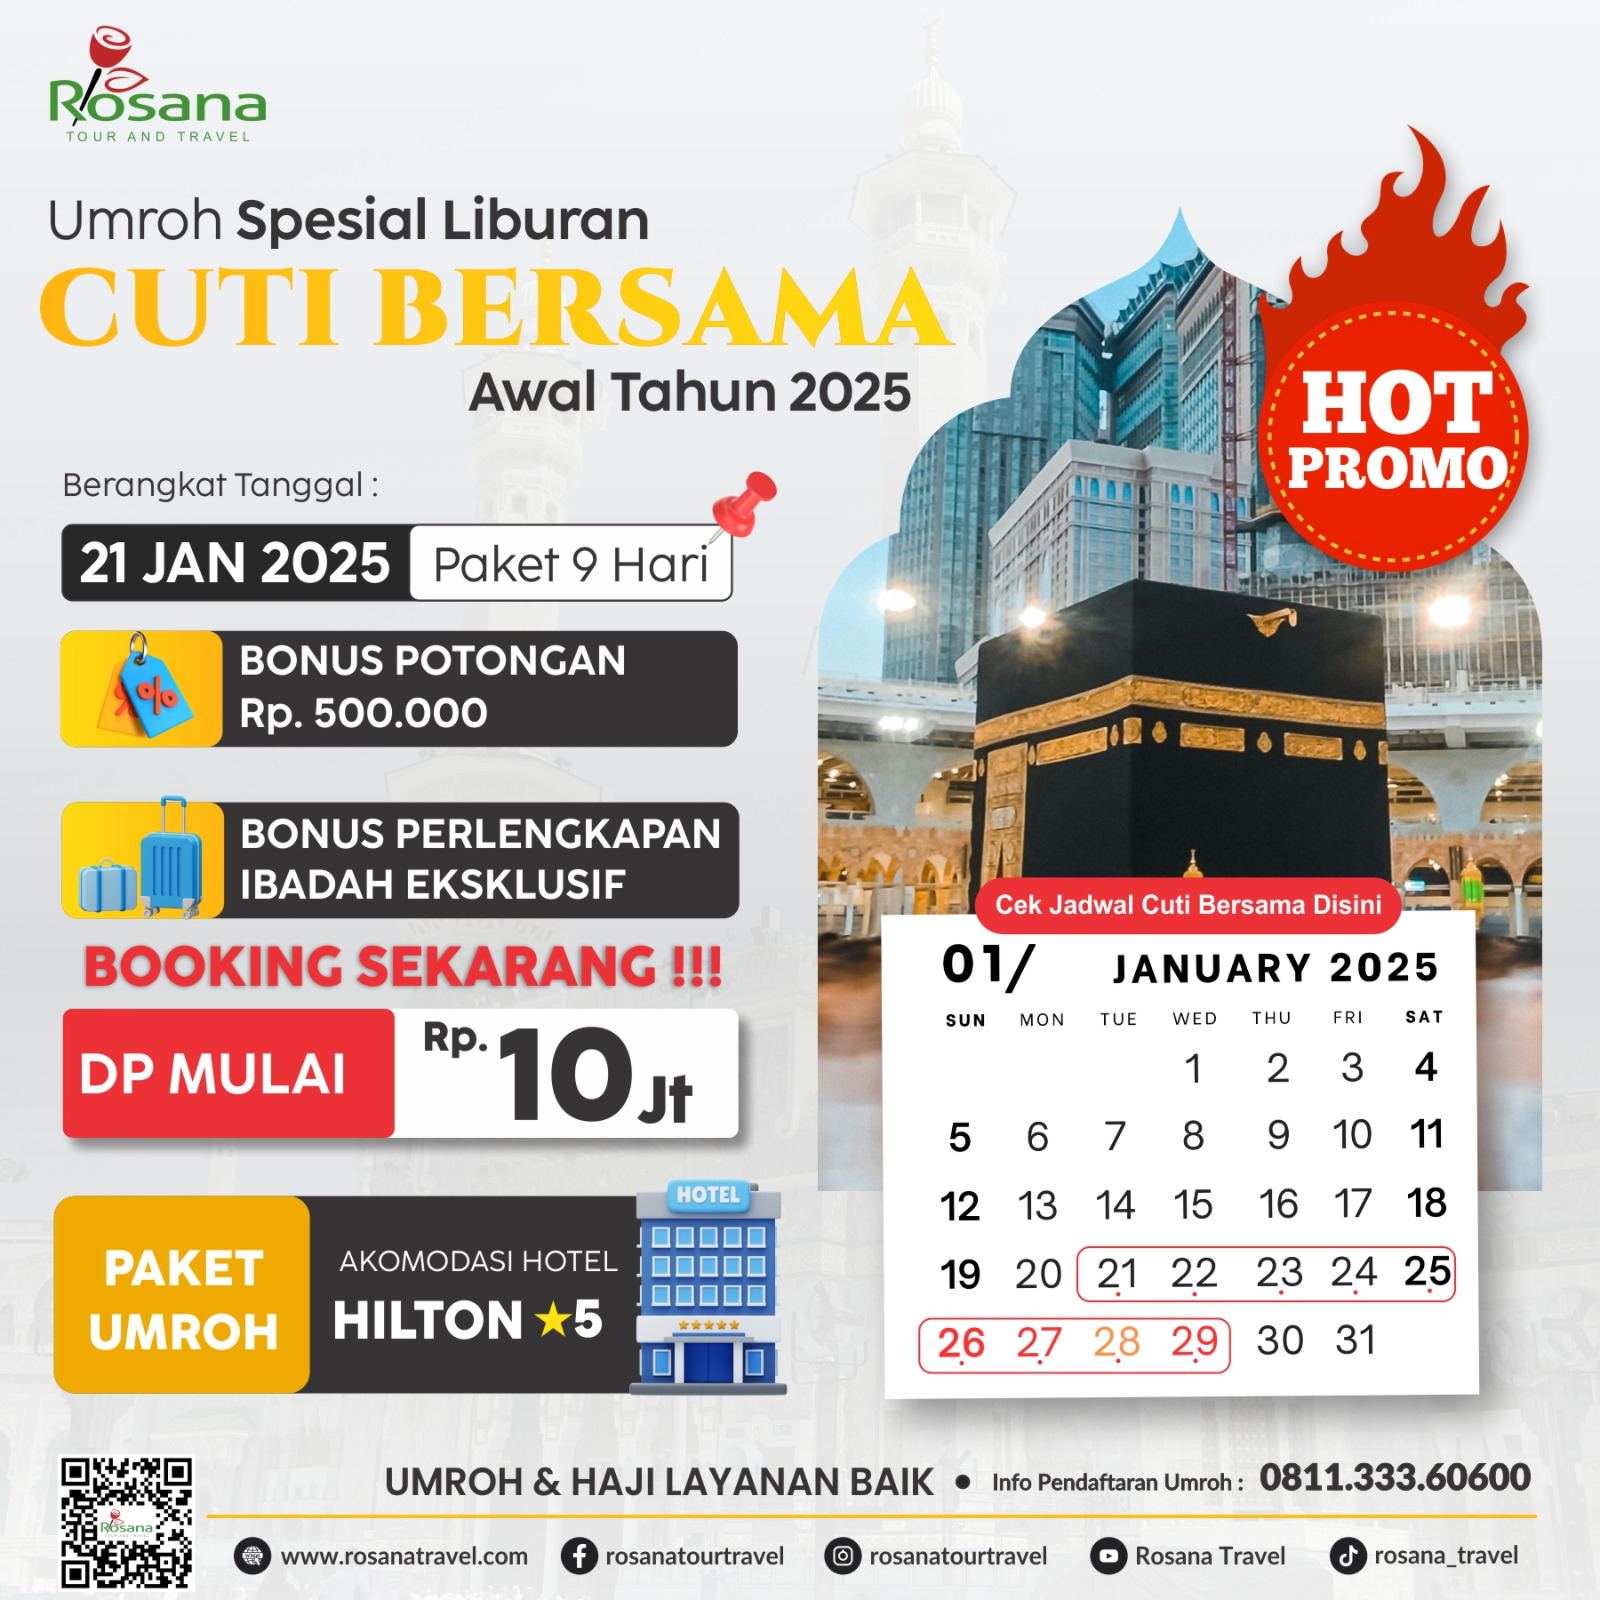 Rosana
TOUR AND TRAVEL
Umroh Spesial Liburan
CUTI BERSAMA
Awal Tahun 2025
HOT
PROMO
Berangkat Tanggal :
21 JAN 2025 Paket 9 Hari
%
BONUS POTONGAN
Rp. 500.000
BONUS PERLENGKAPAN
IBADAH EKSKLUSIF
BOOKING SEKARANG !!!
DP MULAI Rp. 10 Jt
PAKET
UMROH
AKOMODASI HOTEL
HILTON ★5
HOTEL
Cek Jadwal Cuti Bersama Disini
01/ JANUARY 2025
SUN MON TUE WED THU FRI SAT
1 2 3 4
5 6 7 8 9 10 11
12 13 14 15 16 17 18
19 20 21 22 23 24 25
26 27 28 29 30 31
Rosana
TOUR AND TRAVEL
UMROH & HAJI LAYANAN BAIK • Info Pendaftaran Umroh : 0811.333.60600
www.rosanatravel.com rosanatourtravel rosanatourtravel Rosana Travel rosana_travel